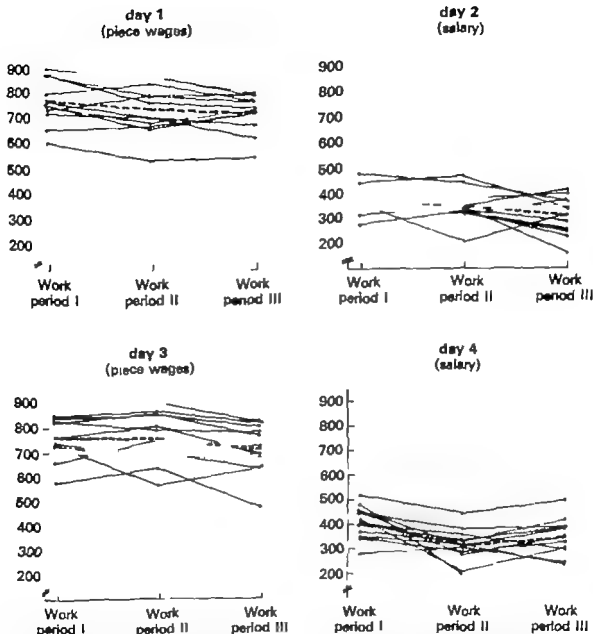 day 1
(piece wages)
900
800
700
600
500
400
300
200
Work
period I
Work
period II
Work
period III
day 2
(salary)
900
800
700
600
500
400
300
200
Work
period I
Work
period II
Work
period III
day 3
(piece wages)
900
800
700
600
500
400
300
200
Work
period I
Work
period II
Work
period III
day 4
(salary)
900
800
700
600
500
400
300
200
Work
period I
Work
period II
Work
period III